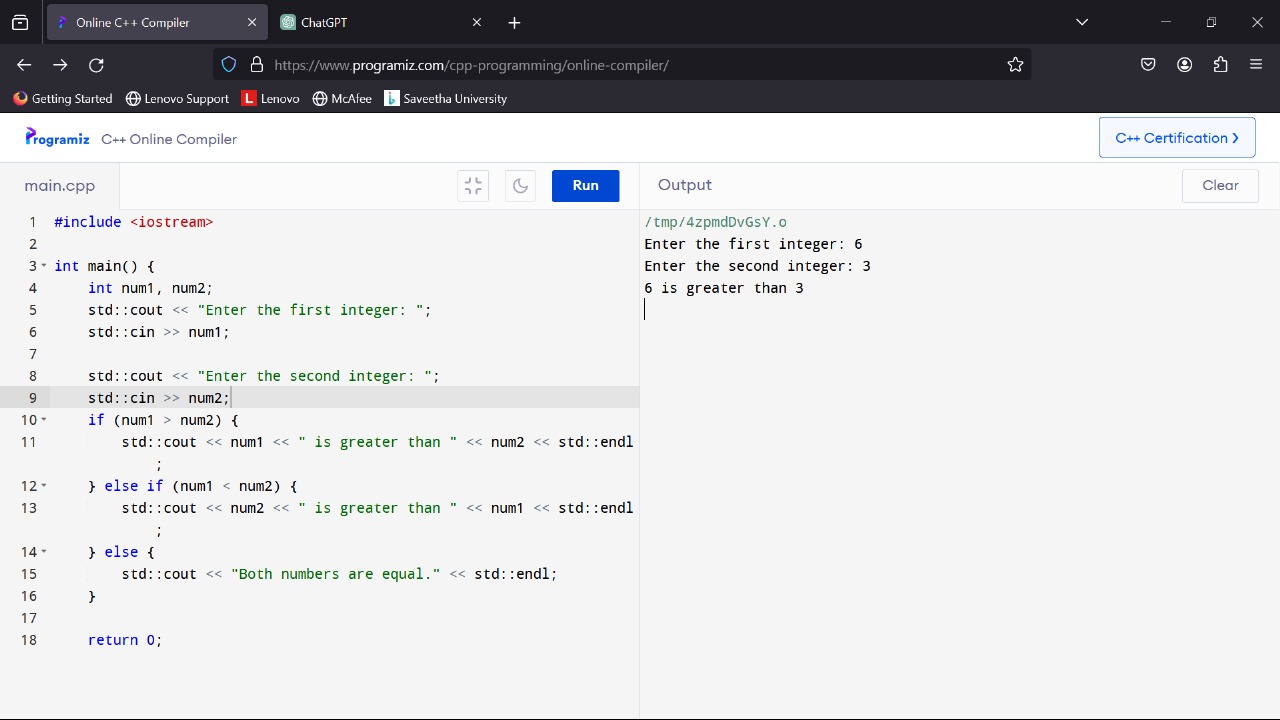 Online C++ Compiler
ChatGPT
https://www.programiz.com/cpp-programming/online-compiler/
Getting Started Lenovo Support L Lenovo McAfee Saveetha University
Programiz C++ Online Compiler
C++ Certification ❯
main.cpp
Run
Output
Clear
1 #include <iostream>
2
3 int main() {
4     int num1, num2;
5     std::cout << "Enter the first integer: ";
6     std::cin >> num1;
7
8     std::cout << "Enter the second integer: ";
9     std::cin >> num2;
10     if (num1 > num2) {
11         std::cout << num1 << " is greater than " << num2 << std::endl
;
12     } else if (num1 < num2) {
13         std::cout << num2 << " is greater than " << num1 << std::endl
;
14     } else {
15         std::cout << "Both numbers are equal." << std::endl;
16     }
17
18     return 0;
/tmp/4zpmdDvGsY.o
Enter the first integer: 6
Enter the second integer: 3
6 is greater than 3